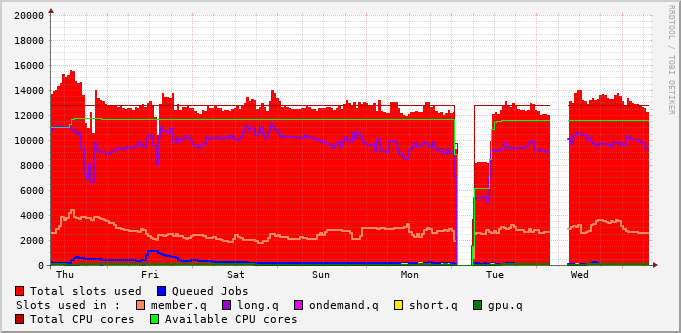 20000
18000
16000
14000
12000
10000
8000
6000
4000
2000
0
Thu Fri Sat Sun Mon Tue Wed
RRDTOOL / TOBI OETIKER
Total slots used Queued Jobs
Slots used in : member.q long.q ondemand.q short.q gpu.q
Total CPU cores Available CPU cores